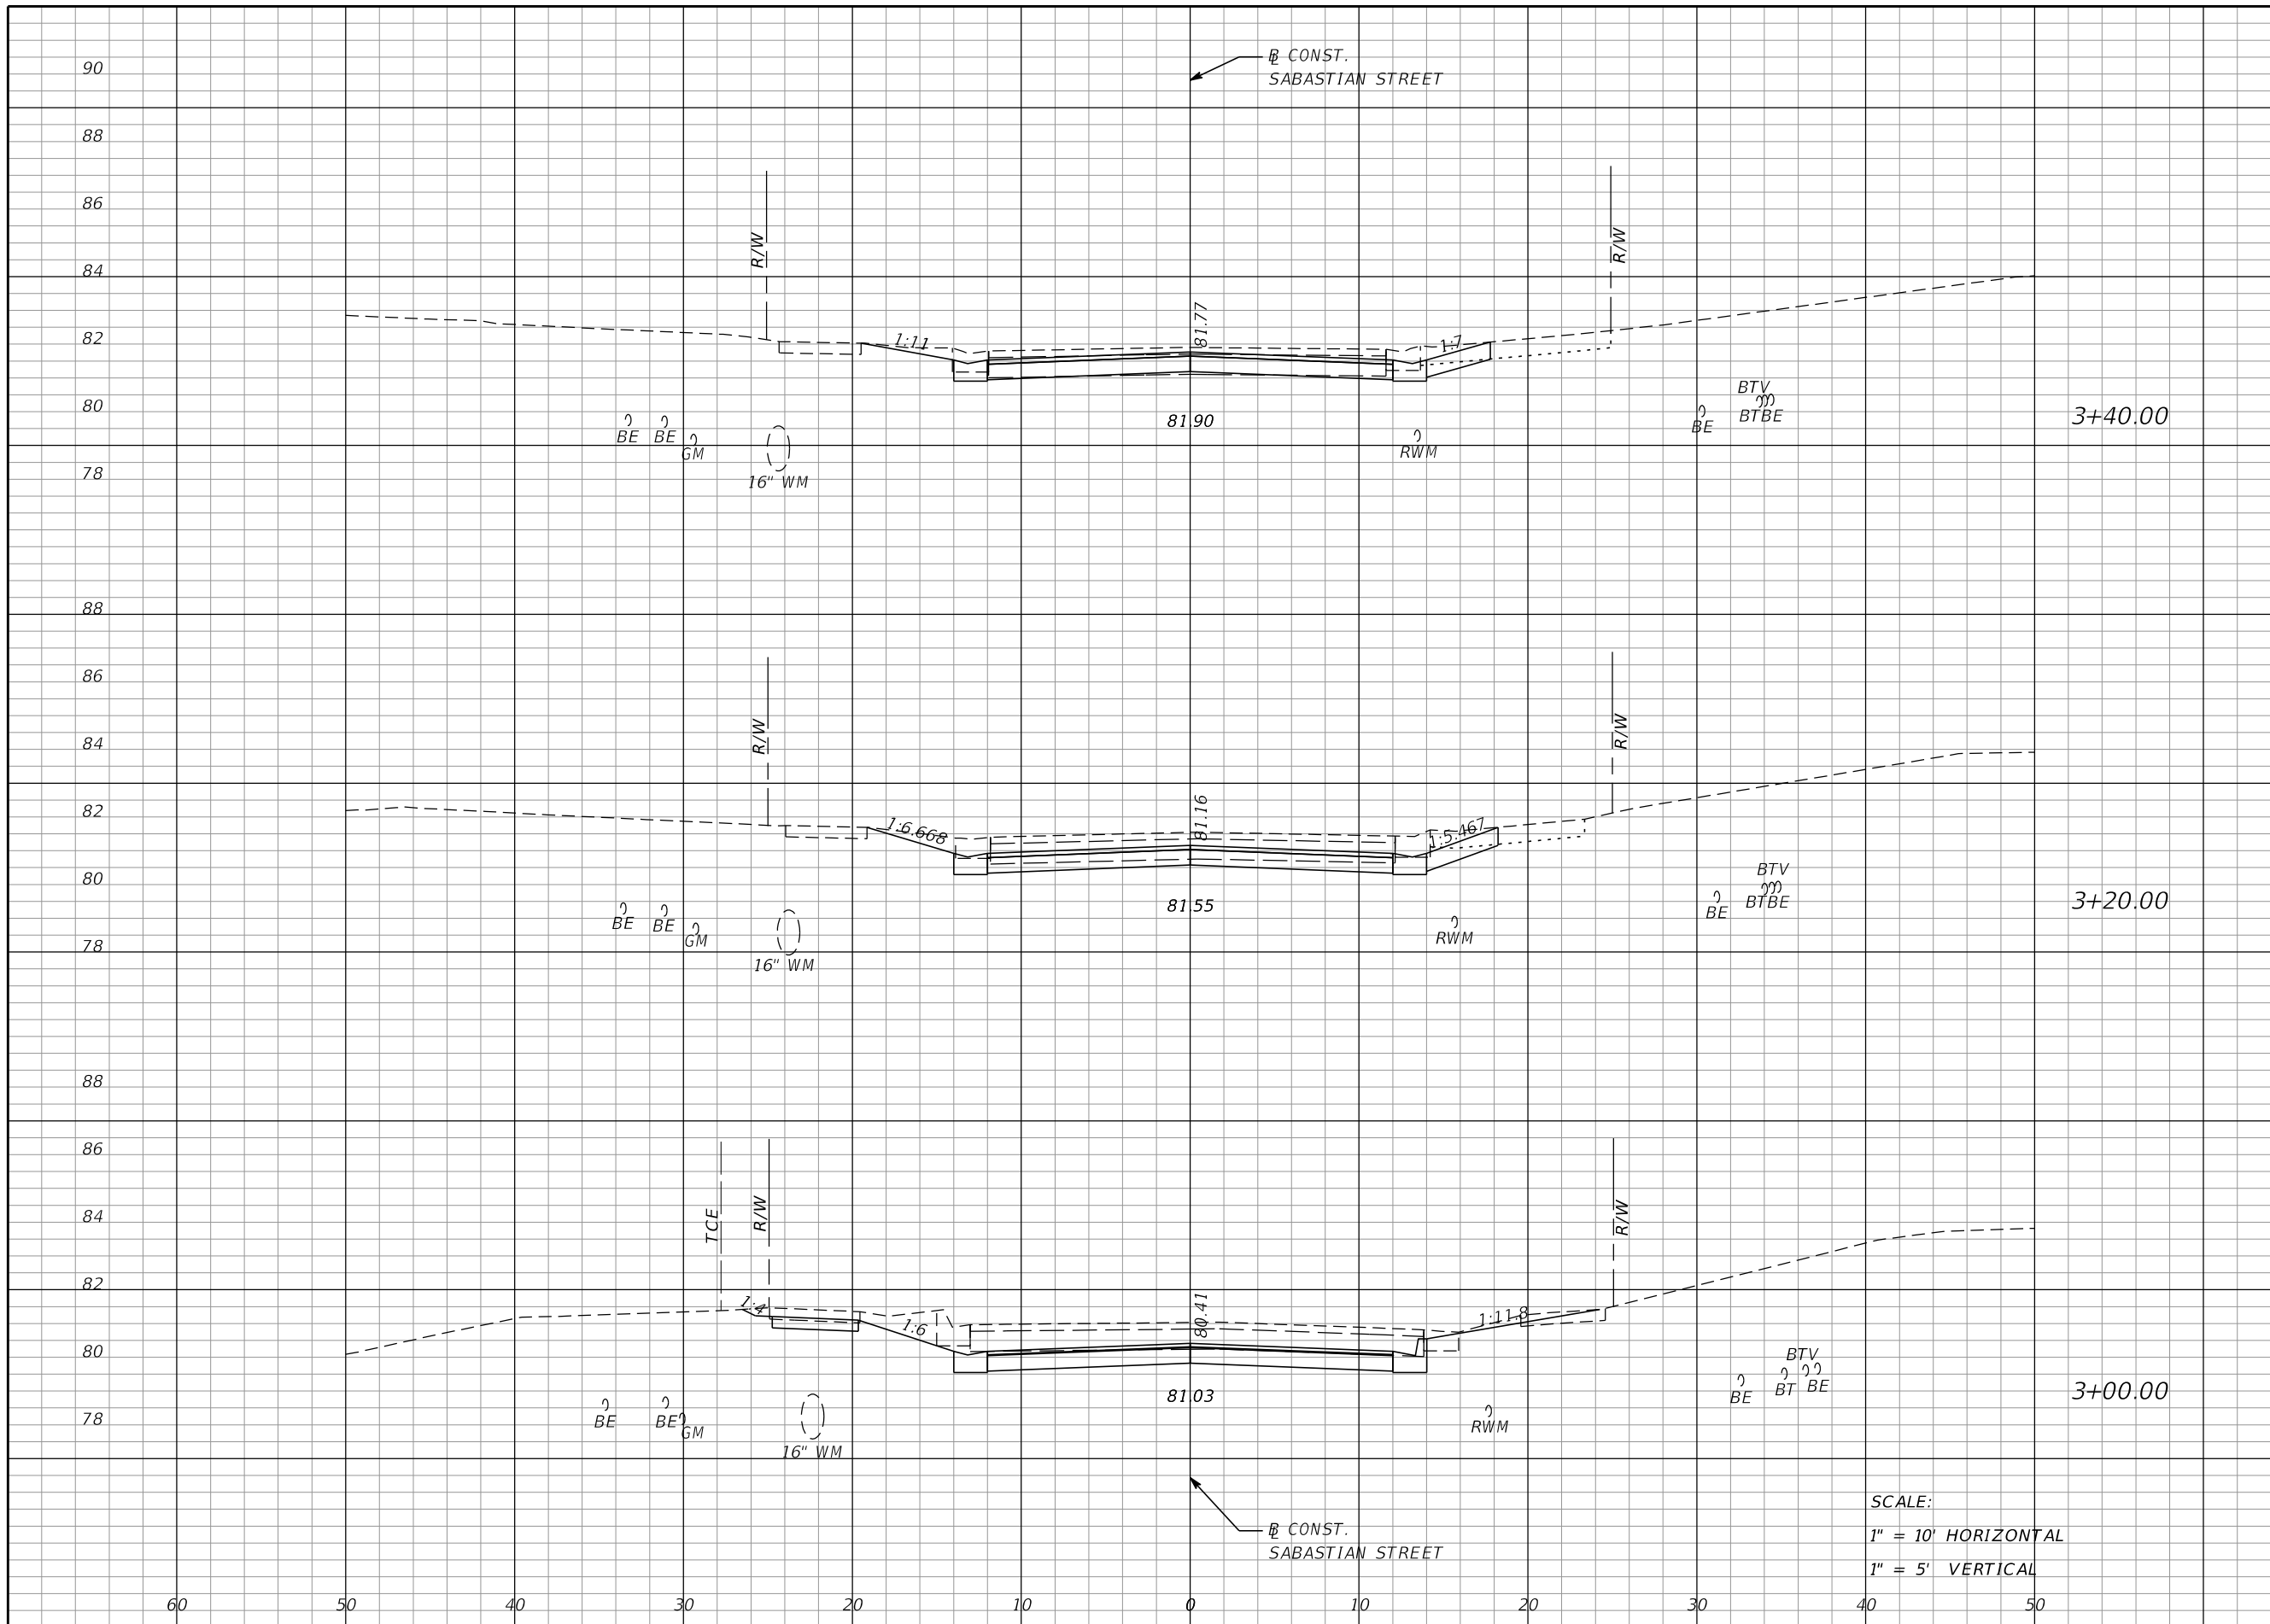 90
℄ CONST.
SABASTIAN STREET
88
86
R/W
R/W
84
82
1:11
81.77
1:7
80
BE
BE
GM
16" WM
81.90
RWM
BE
BTV
BTBE
3+40.00
78
88
86
R/W
R/W
84
82
1:6.668
81.16
1:5.467
80
BE
BE
GM
16" WM
81.55
RWM
BE
BTV
BTBE
3+20.00
78
88
86
TCE
R/W
R/W
84
82
1:4
1:6
80.41
1:11.8
80
BE
BE
GM
16" WM
81.03
RWM
BE
BT
BTV
BE
3+00.00
78
℄ CONST.
SABASTIAN STREET
SCALE:
1" = 10' HORIZONTAL
1" = 5' VERTICAL
60 50 40 30 20 10 0 10 20 30 40 50